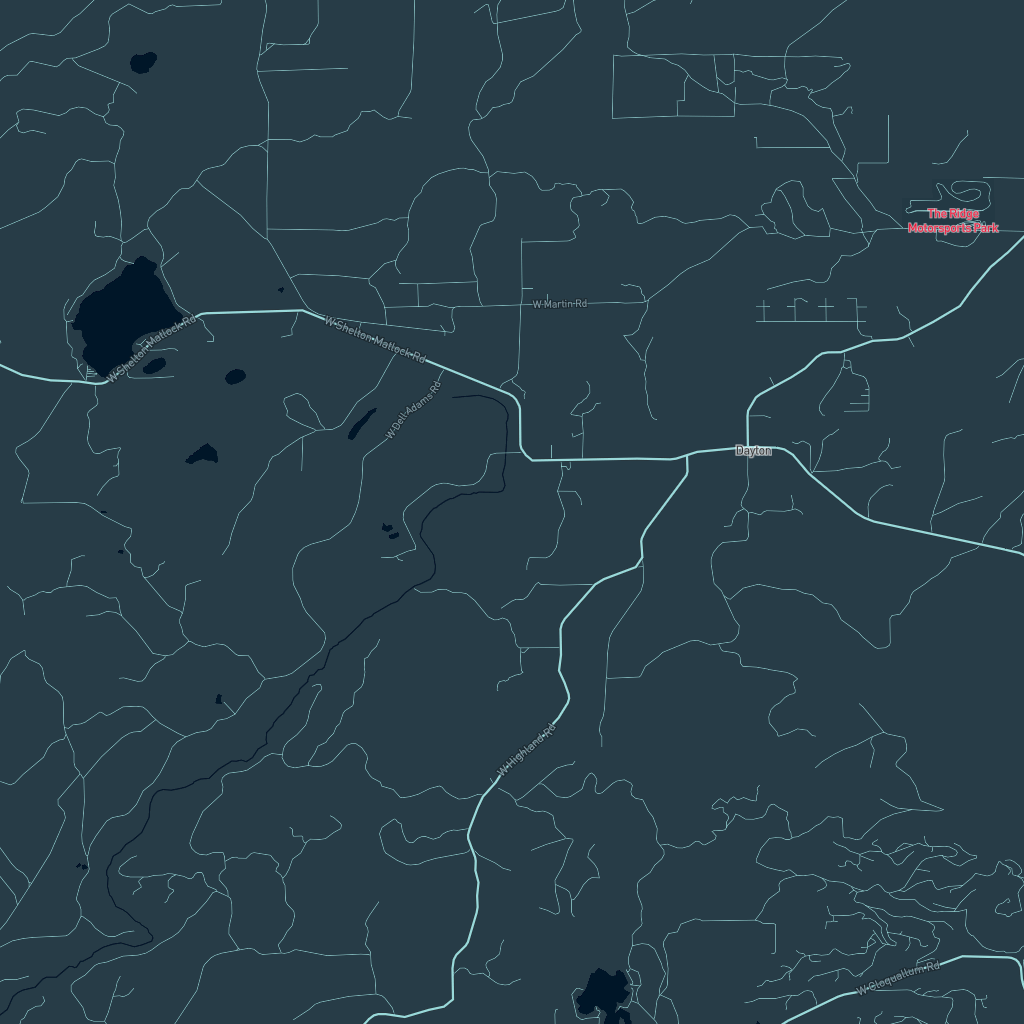 The Ridge
Motorsports Park
W Martin Rd
W Shelton-Matlock Rd
W Shelton-Matlock Rd
W Dell Adams Rd
Dayton
W Highland Rd
W Cloquallum Rd